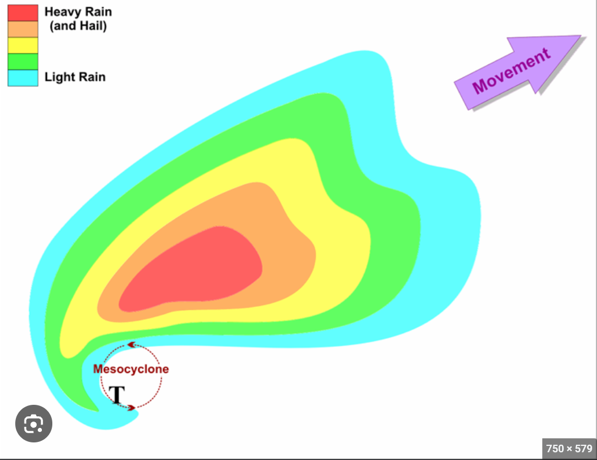 Heavy Rain
(and Hail)
Light Rain
Movement
Mesocyclone
T
750 × 579